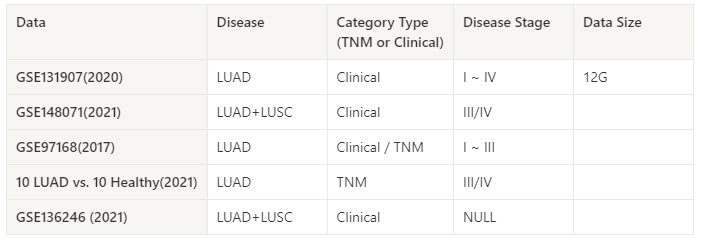 Data Disease Category Type Disease Stage Data Size
(TNM or Clinical)
GSE131907(2020) LUAD Clinical I ~ IV 12G
GSE148071(2021) LUAD+LUSC Clinical III/IV
GSE97168(2017) LUAD Clinical / TNM I ~ III
10 LUAD vs. 10 Healthy(2021) LUAD TNM III/IV
GSE136246 (2021) LUAD+LUSC Clinical NULL